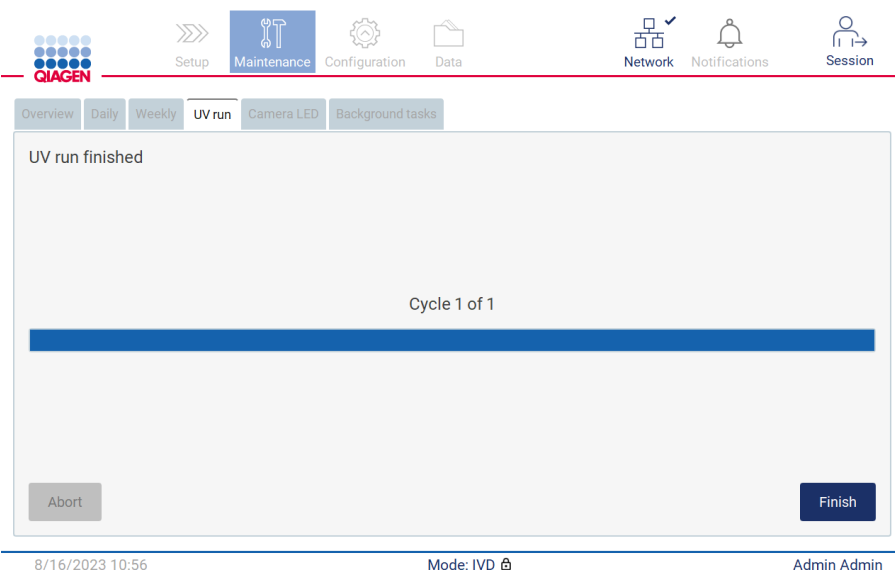 QIAGEN
Setup
Maintenance
Configuration
Data
Network
Notifications
Session
Overview
Daily
Weekly
UV run
Camera LED
Background tasks
UV run finished
Cycle 1 of 1
Abort
Finish
8/16/2023 10:56
Mode: IVD
Admin Admin